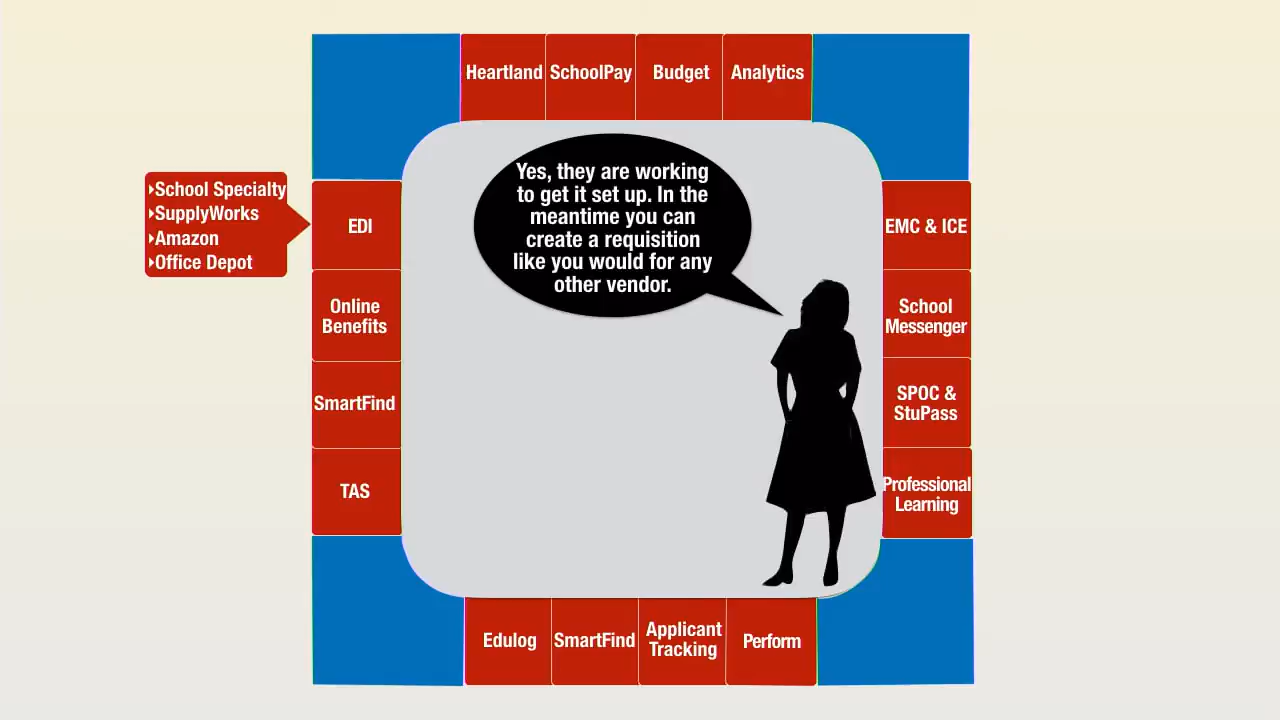 Heartland SchoolPay Budget Analytics
Yes, they are working
to get it set up. In the
meantime you can
create a requisition
like you would for any
other vendor.
‣School Specialty
‣SupplyWorks
‣Amazon
‣Office Depot
EDI
Online
Benefits
SmartFind
TAS
EMC & ICE
School
Messenger
SPOC &
StuPass
Professional
Learning
Edulog
SmartFind
Applicant
Tracking
Perform